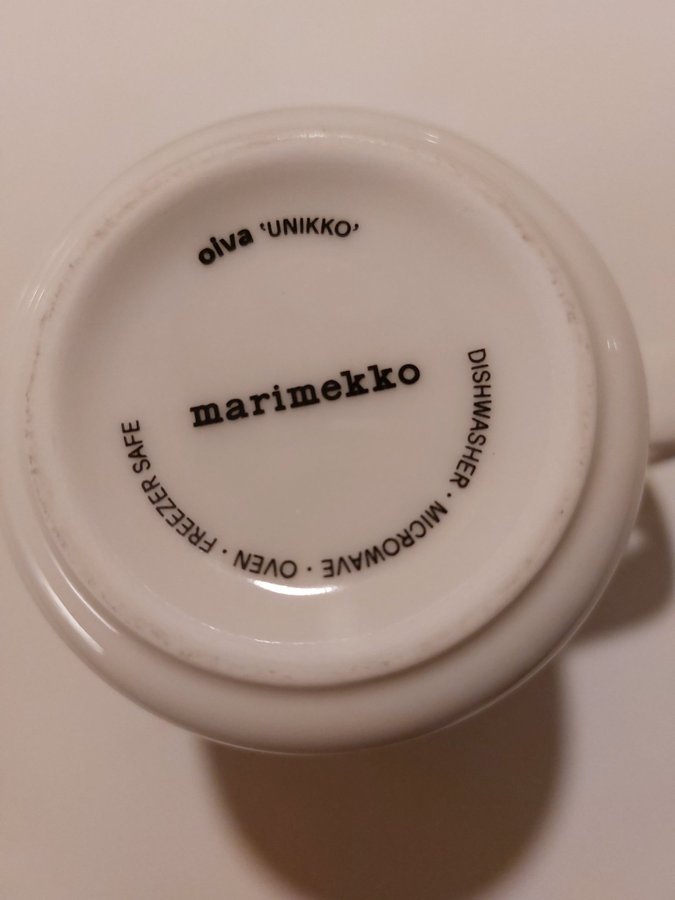 oiva ‘UNIKKO’
marimekko
DISHWASHER · MICROWAVE · OVEN · FREEZER SAFE